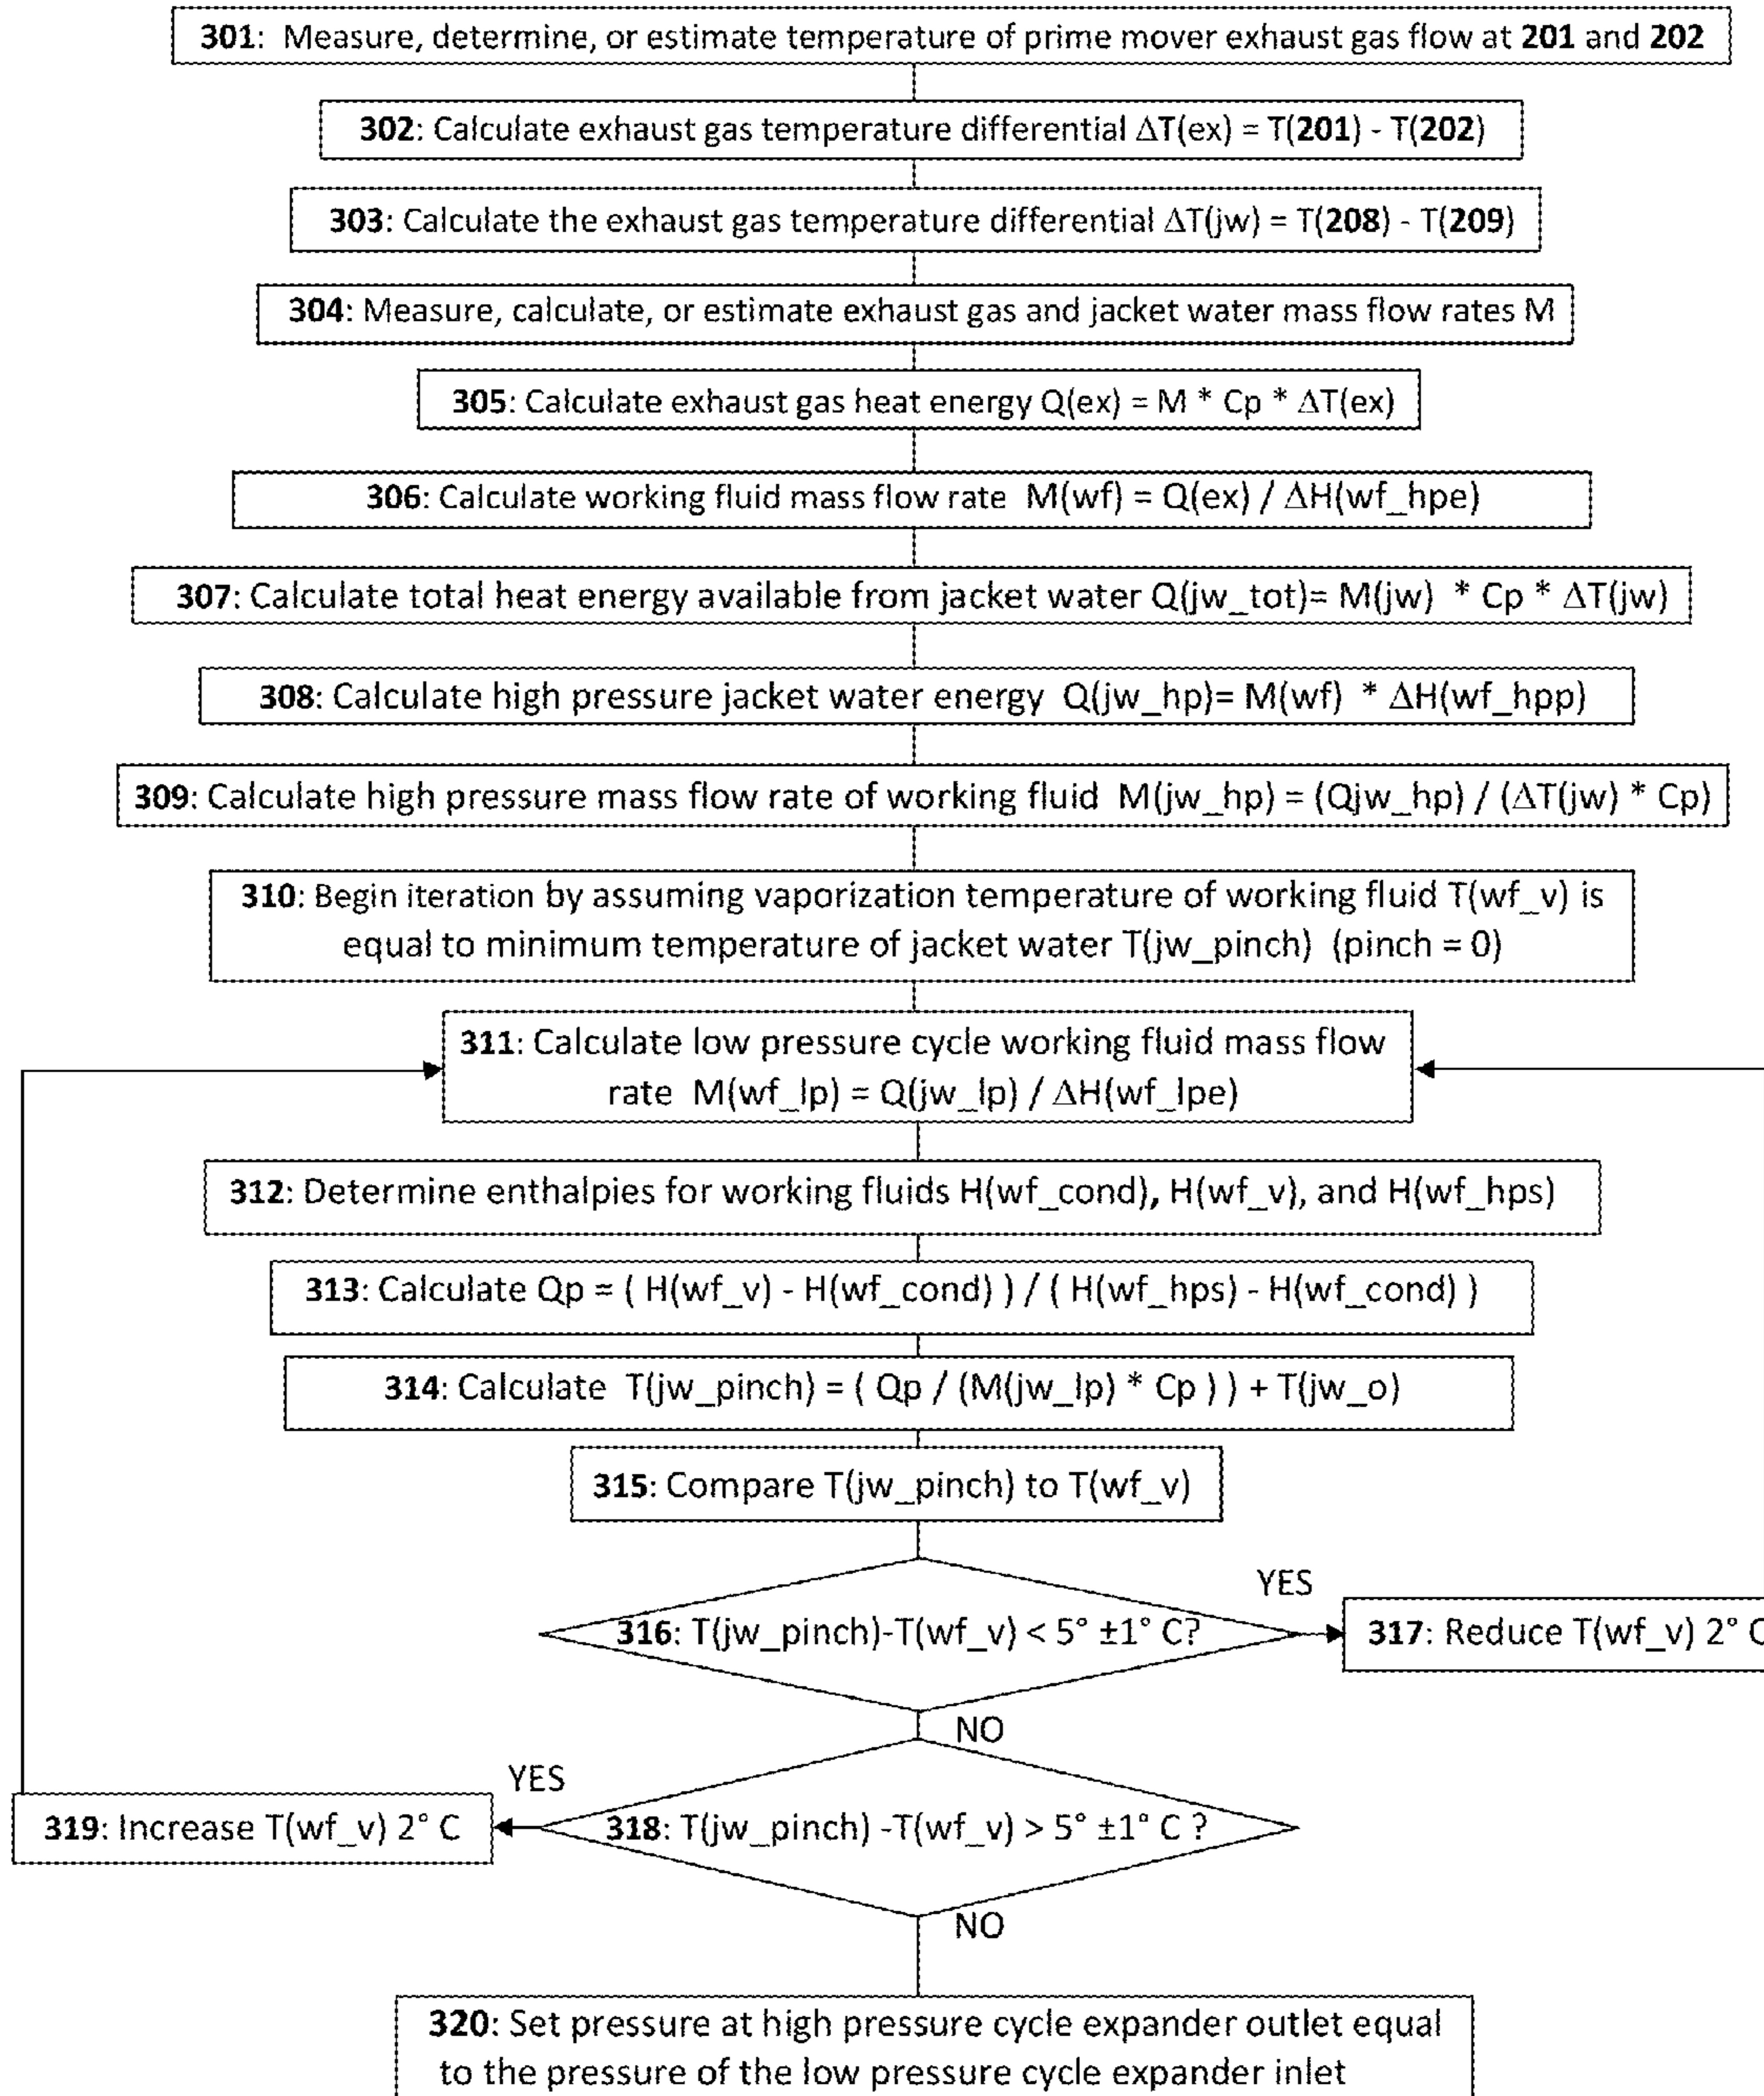 301: Measure, determine, or estimate temperature of prime mover exhaust gas flow at 201 and 202
302: Calculate exhaust gas temperature differential ΔT(ex) = T(201) - T(202)
303: Calculate the exhaust gas temperature differential ΔT(jw) = T(208) - T(209)
304: Measure, calculate, or estimate exhaust gas and jacket water mass flow rates M
305: Calculate exhaust gas heat energy Q(ex) = M * Cp * ΔT(ex)
306: Calculate working fluid mass flow rate M(wf) = Q(ex) / ΔH(wf_hpe)
307: Calculate total heat energy available from jacket water Q(jw_tot)= M(jw) * Cp * ΔT(jw)
308: Calculate high pressure jacket water energy Q(jw_hp)= M(wf) * ΔH(wf_hpp)
309: Calculate high pressure mass flow rate of working fluid M(jw_hp) = (Qjw_hp) / (ΔT(jw) * Cp)
310: Begin iteration by assuming vaporization temperature of working fluid T(wf_v) is
equal to minimum temperature of jacket water T(jw_pinch) (pinch = 0)
311: Calculate low pressure cycle working fluid mass flow
rate M(wf_lp) = Q(jw_lp) / ΔH(wf_lpe)
312: Determine enthalpies for working fluids H(wf_cond), H(wf_v), and H(wf_hps)
313: Calculate Qp = ( H(wf_v) - H(wf_cond) ) / ( H(wf_hps) - H(wf_cond) )
314: Calculate T(jw_pinch) = ( Qp / (M(jw_lp) * Cp ) ) + T(jw_o)
315: Compare T(jw_pinch) to T(wf_v)
YES
316: T(jw_pinch)-T(wf_v) < 5° ±1° C?
317: Reduce T(wf_v) 2° C
NO
YES
319: Increase T(wf_v) 2° C
318: T(jw_pinch) -T(wf_v) > 5° ±1° C ?
NO
320: Set pressure at high pressure cycle expander outlet equal
to the pressure of the low pressure cycle expander inlet